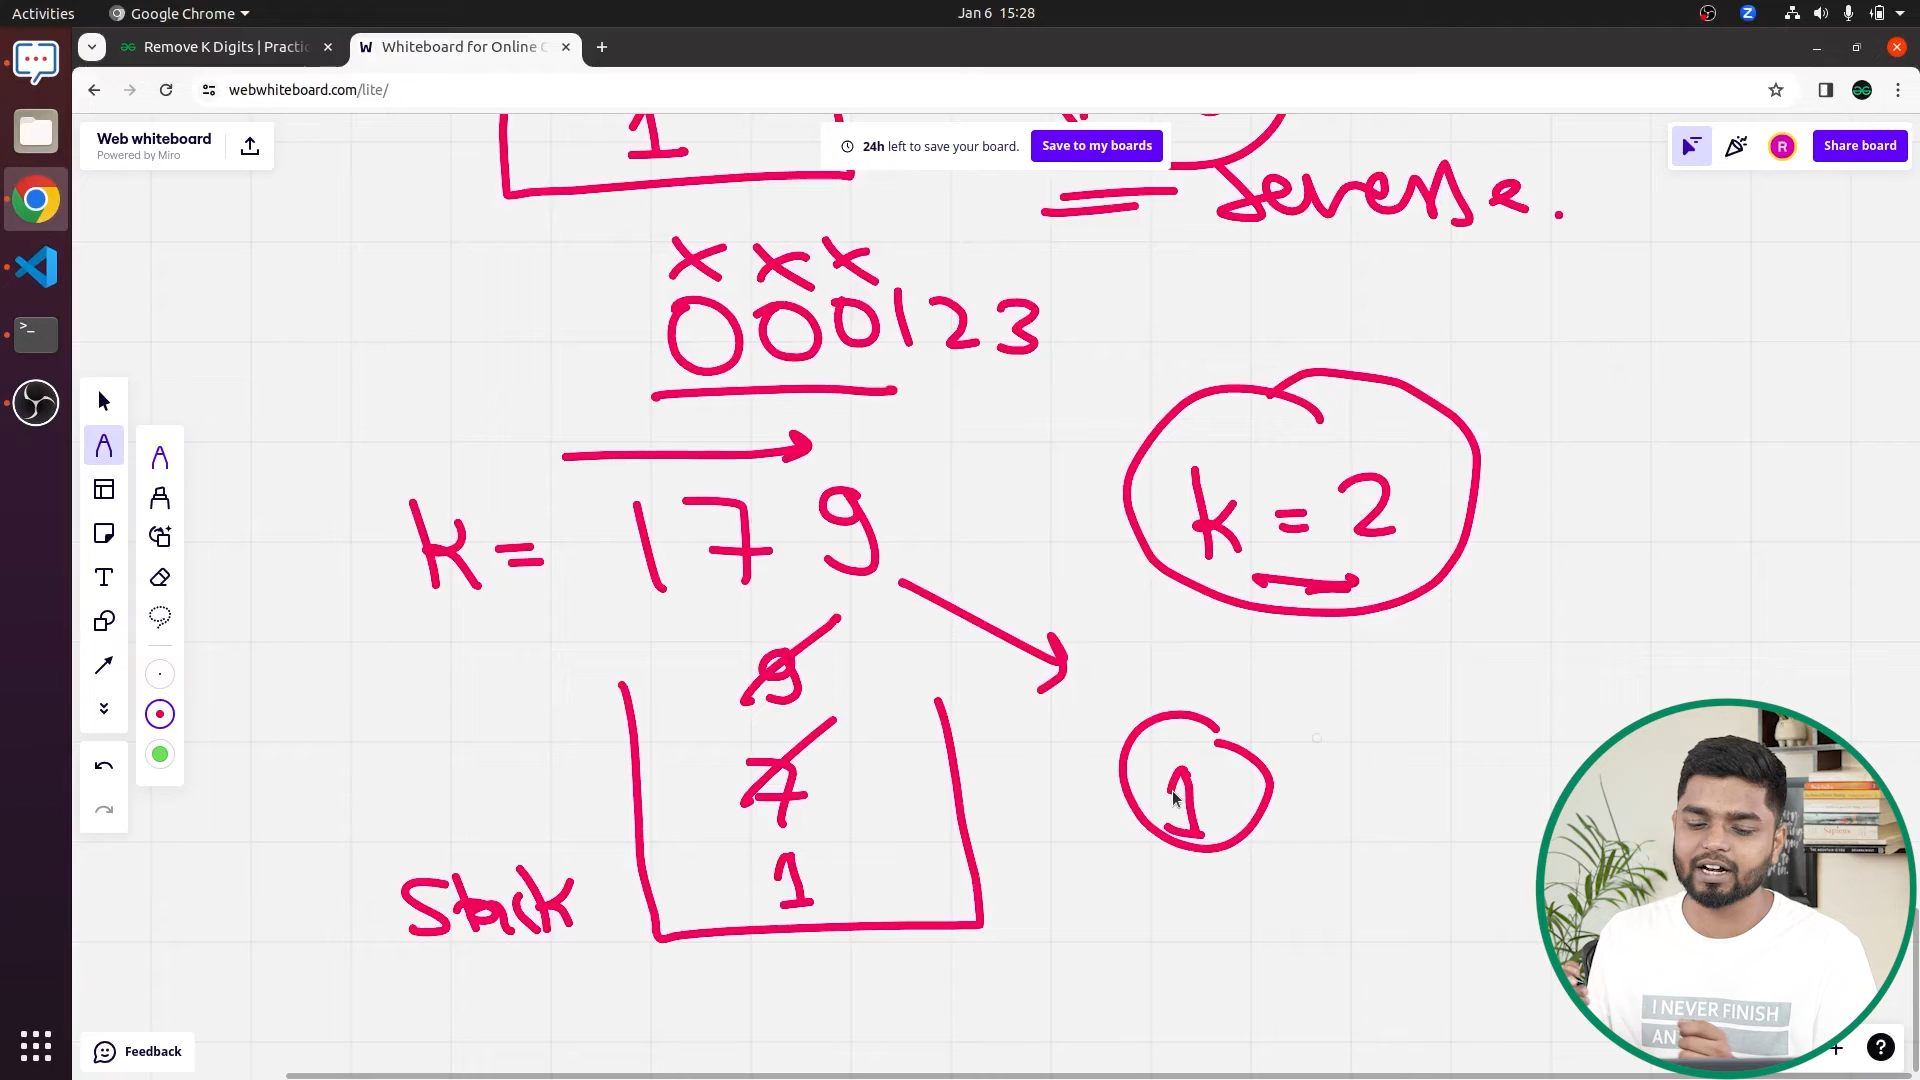 Activities Google Chrome Jan 6 15:28
Remove K Digits | Practic Whiteboard for Online C
webwhiteboard.com/lite/
Web whiteboard
Powered by Miro
24h left to save your board. Save to my boards
R Share board
1
reverse.
x x x
000123
k = 179
k = 2
9
7
1
1
Stack
I NEVER FINISH
AN
Feedback